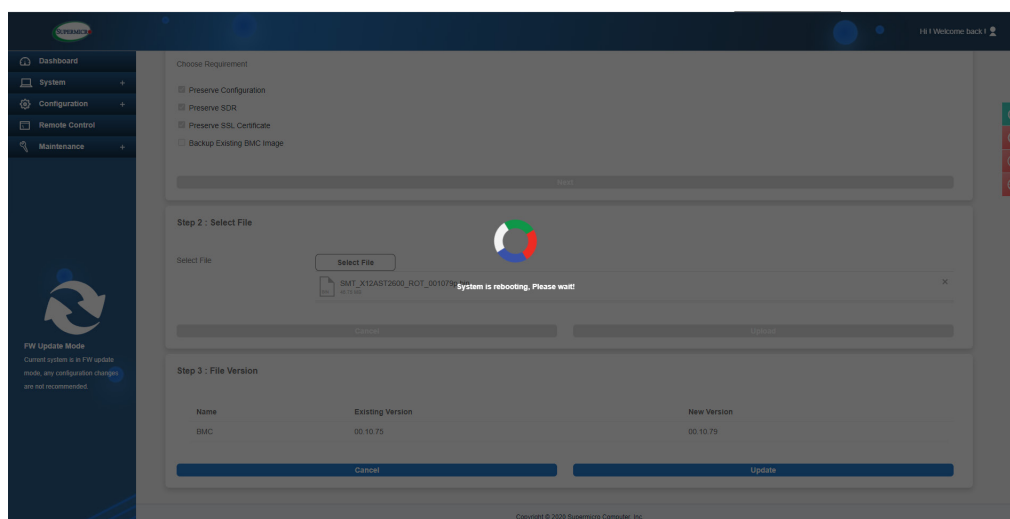 SUPERMICR
Hi ! Welcome back !
Dashboard
System +
Configuration +
Remote Control
Maintenance +
Choose Requirement
Preserve Configuration
Preserve SDR
Preserve SSL Certificate
Backup Existing BMC Image
Next
Step 2 : Select File
Select File
Select File
SMT_X12AST2600_ROT_001079p
System is rebooting, Please wait!
Cancel
Upload
FW Update Mode
Current system is in FW update
mode, any configuration changes
are not recommended.
Step 3 : File Version
Name Existing Version New Version
BMC 00.10.75 00.10.79
Cancel
Update
Copyright © 2020 Supermicro Computer, Inc.